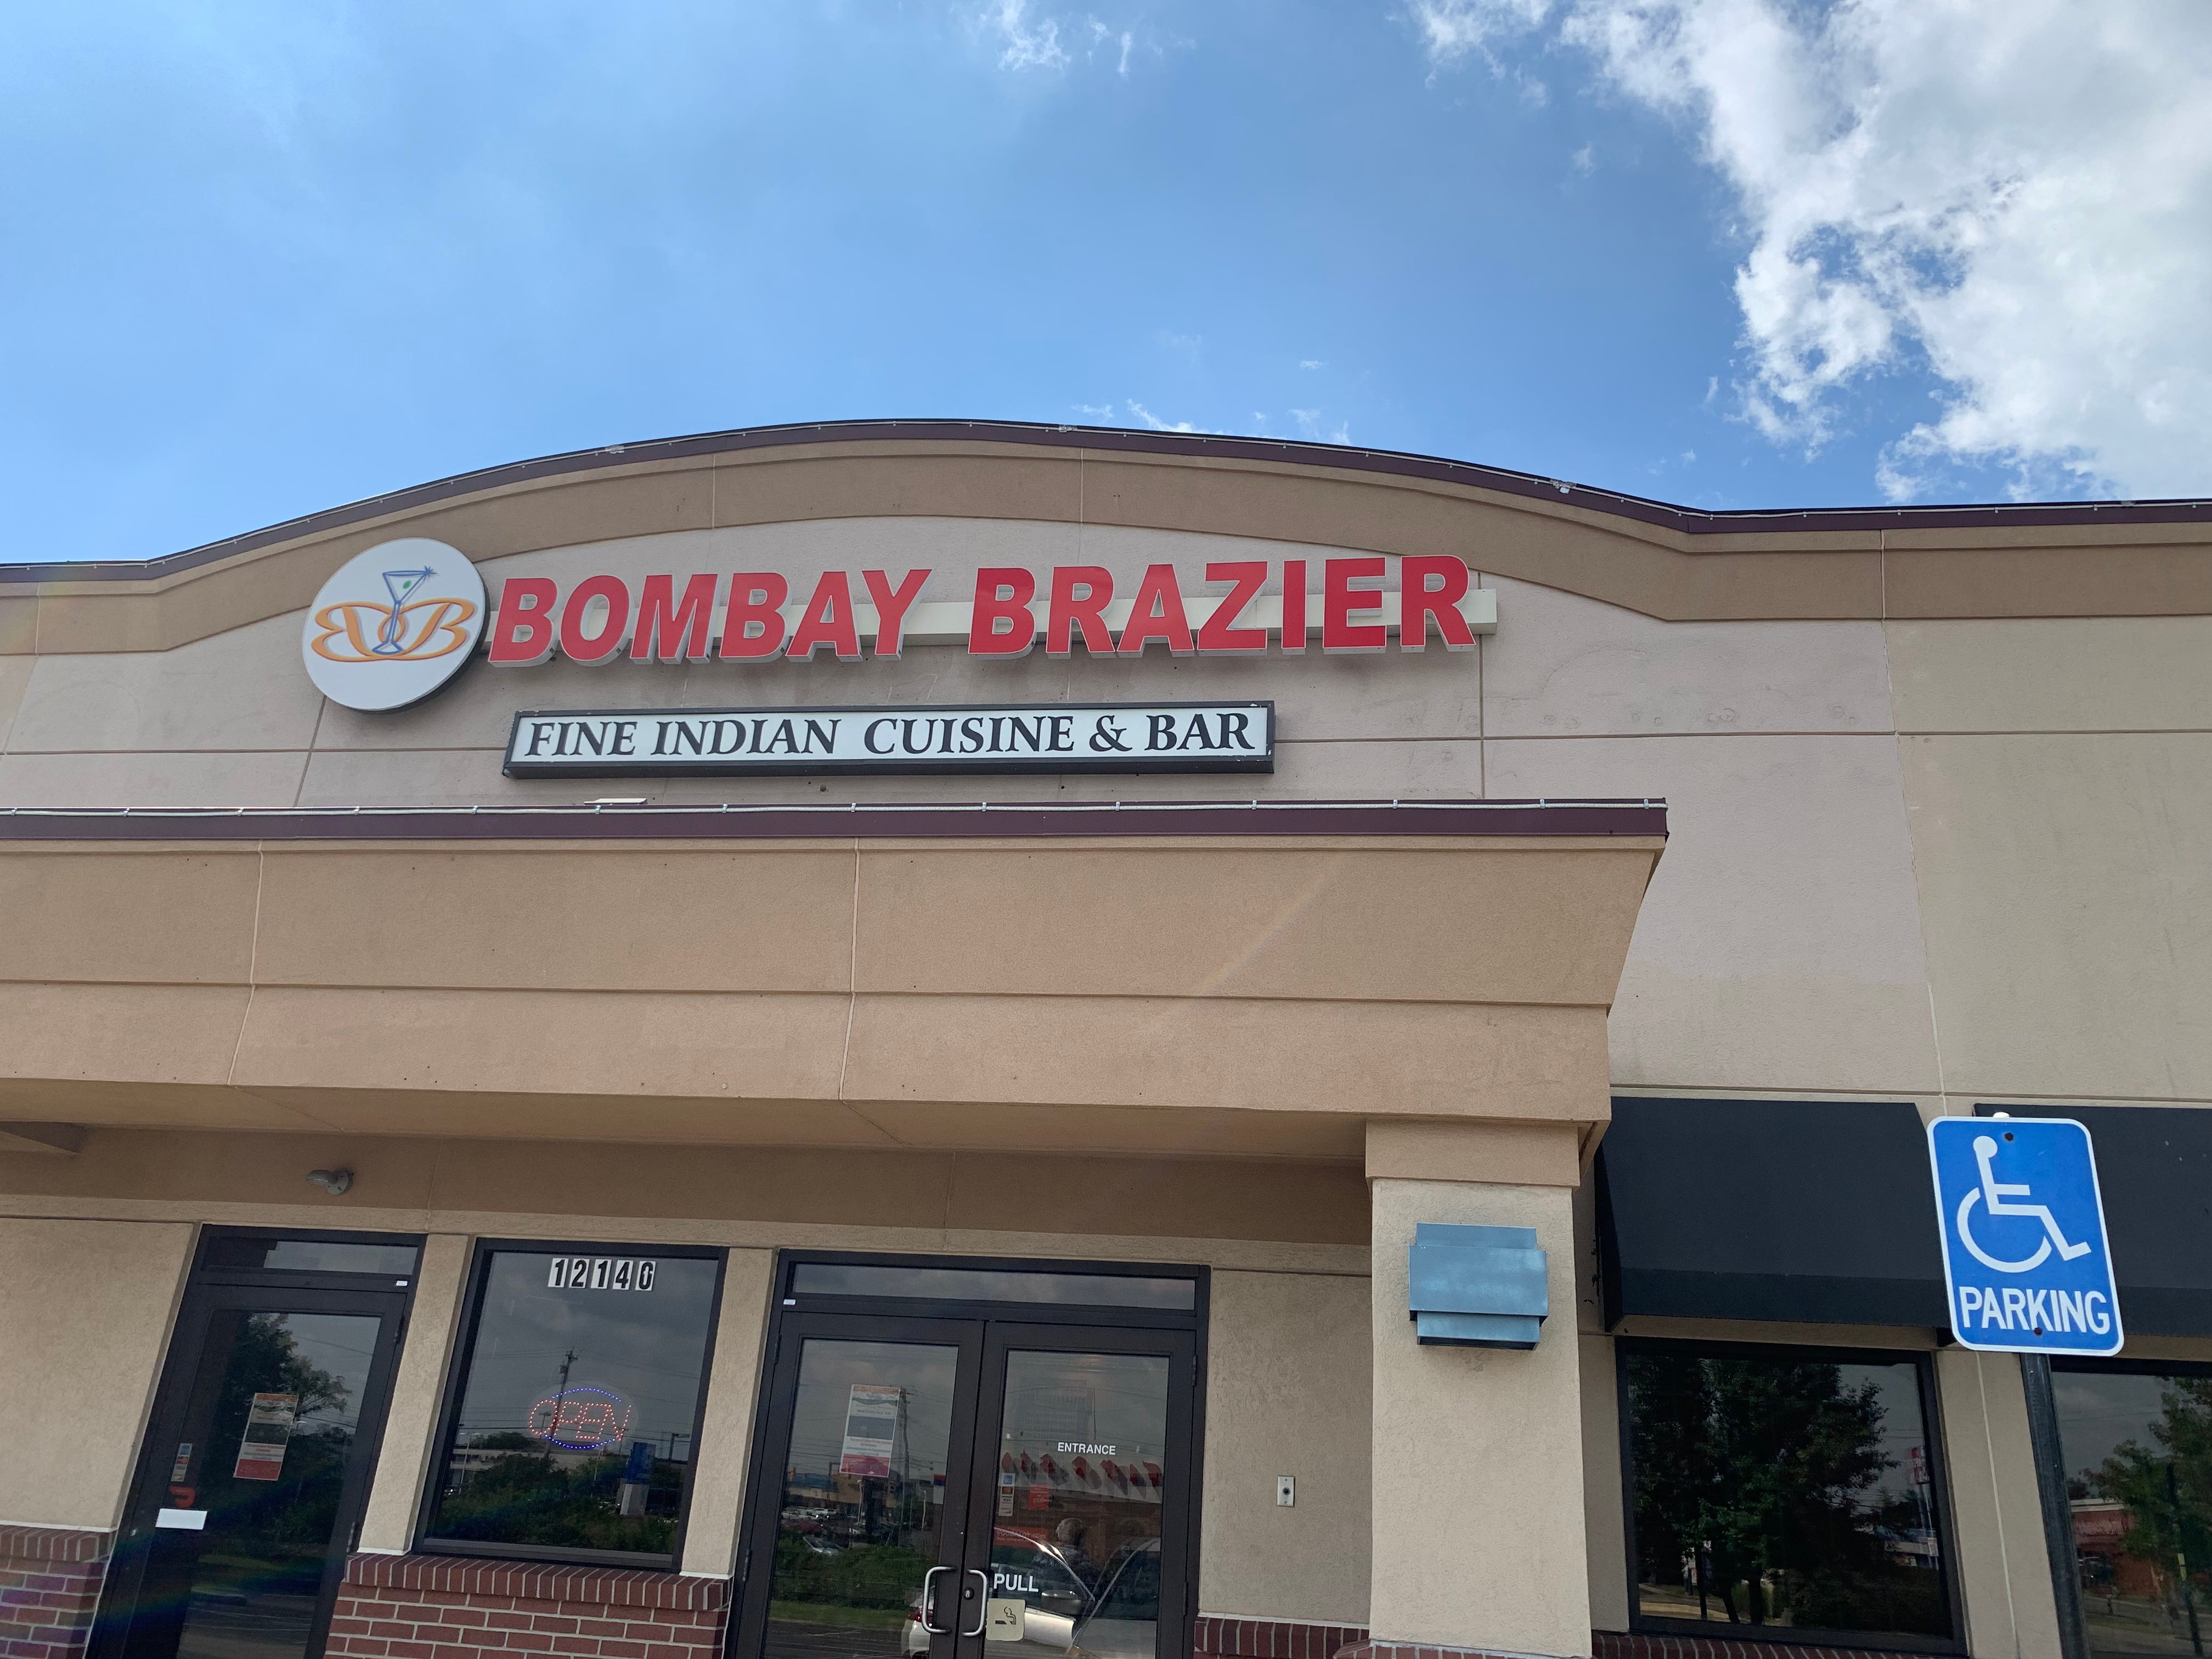 BB
BOMBAY BRAZIER
FINE INDIAN CUISINE & BAR
12140
OPEN
ENTRANCE
PULL
PARKING